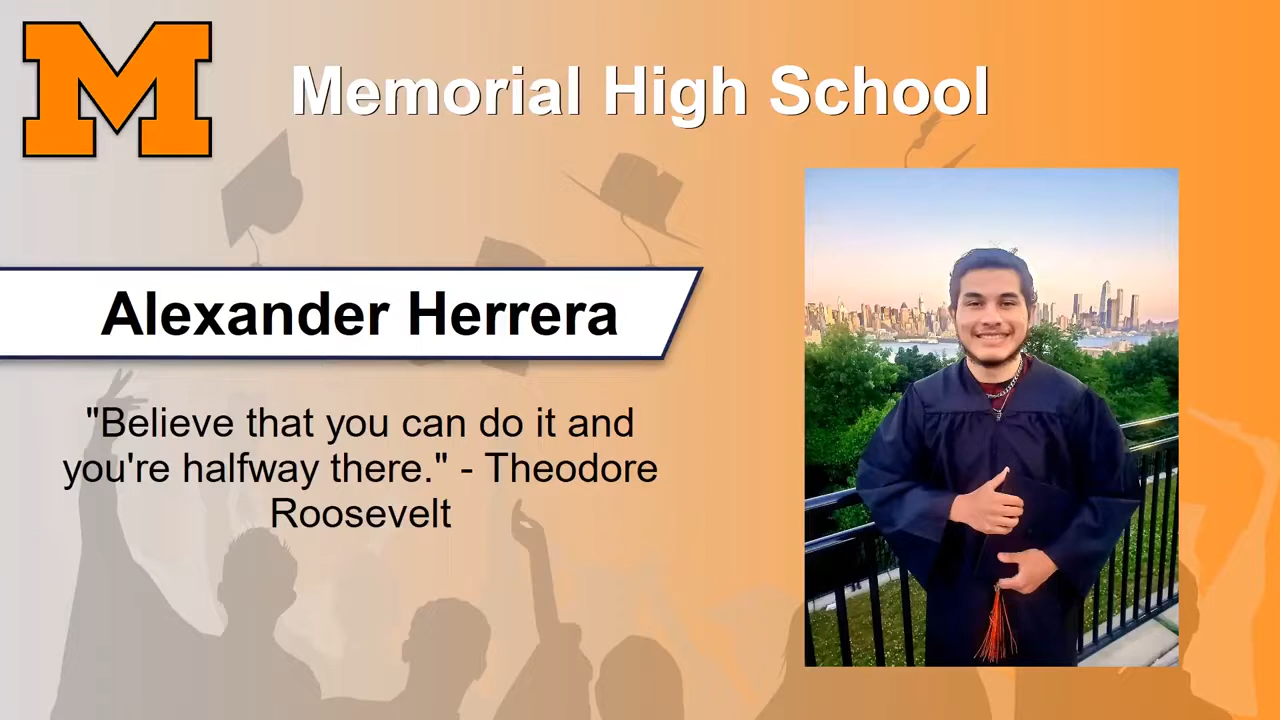 M
Memorial High School
Alexander Herrera
"Believe that you can do it and
you're halfway there." - Theodore
Roosevelt